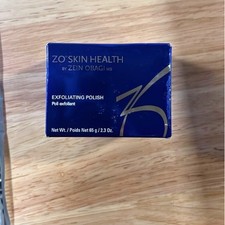 ZO® SKIN HEALTH
BY ZEIN OBAGI MD
EXFOLIATING POLISH
Poli exfoliant
Net Wt. / Poids Net 65 g / 2.3 Oz.